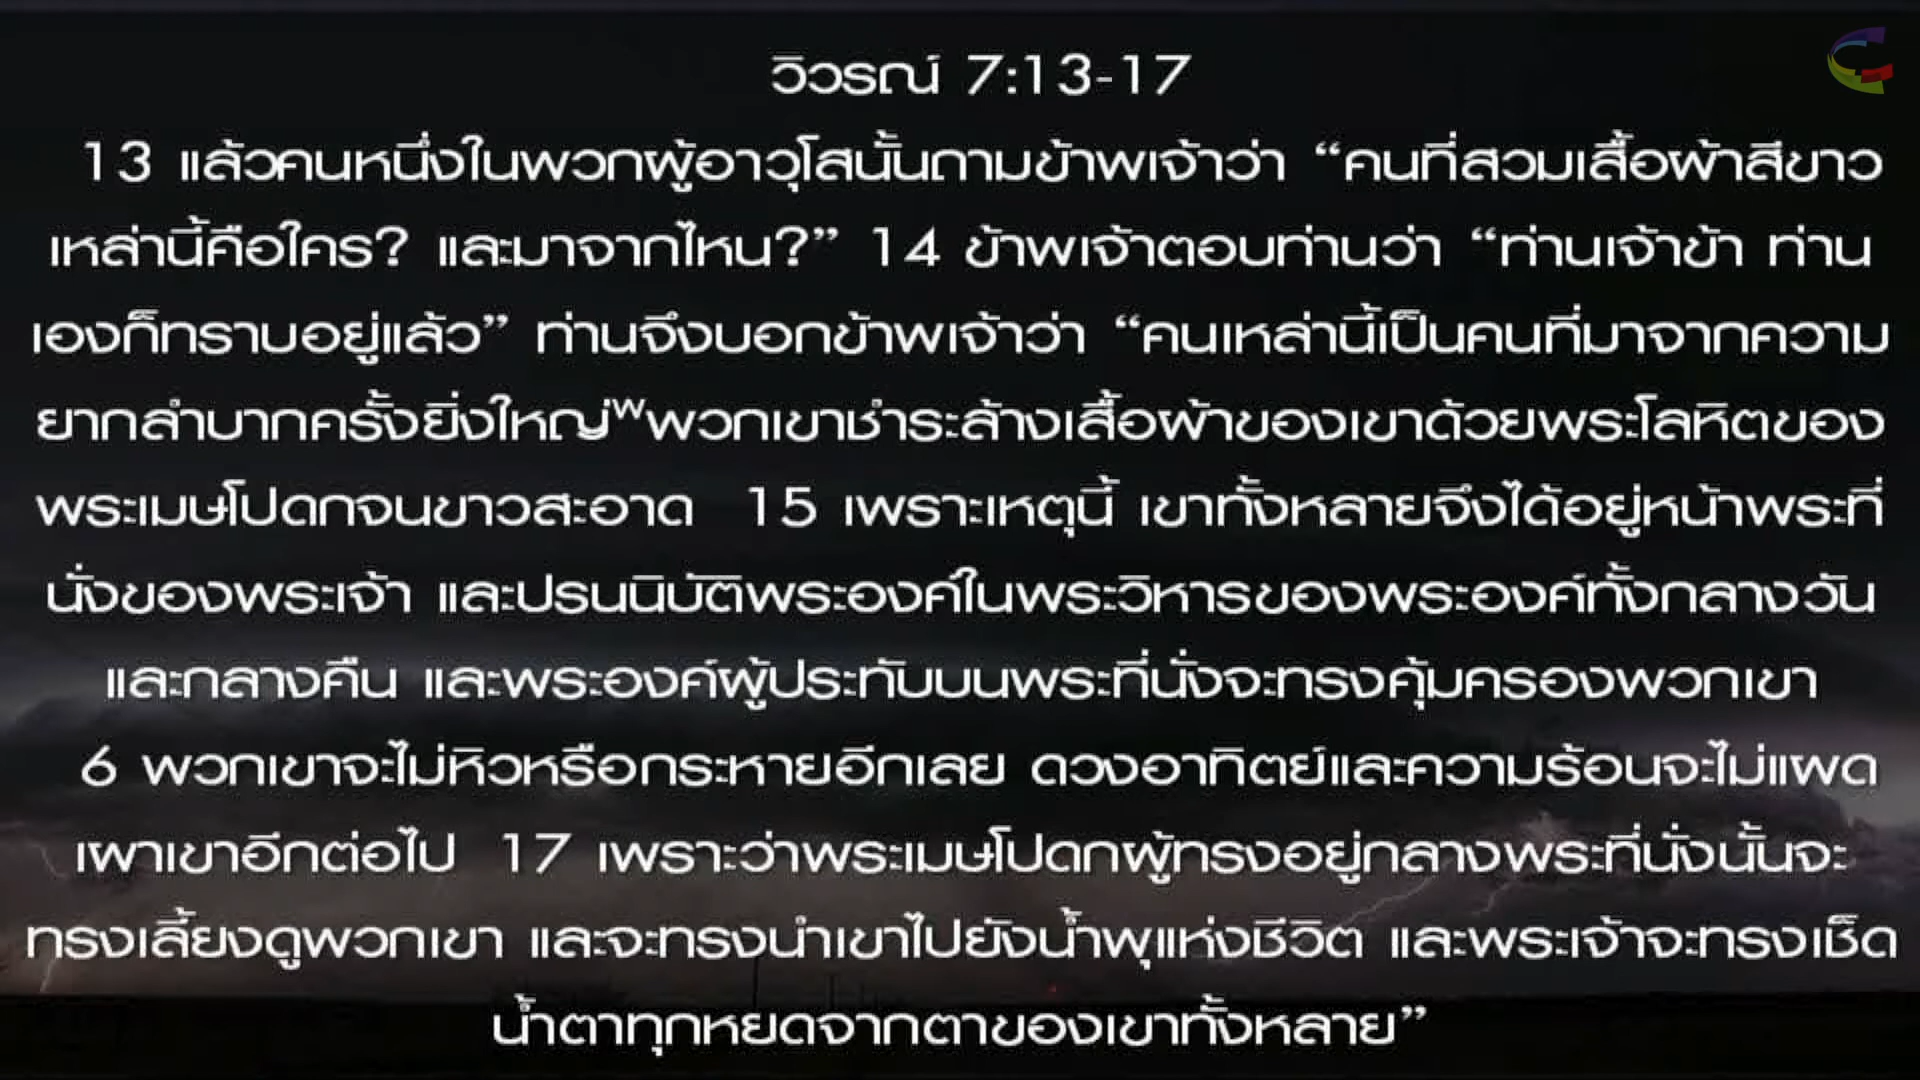 วิวรณ์ 7:13-17
13 แล้วคนหนึ่งในพวกผู้อาวุโสนั้นถามข้าพเจ้าว่า “คนที่สวมเสื้อผ้าสีขาว
เหล่านี้คือใคร? และมาจากไหน?” 14 ข้าพเจ้าตอบท่านว่า “ท่านเจ้าข้า ท่าน
เองก็ทราบอยู่แล้ว” ท่านจึงบอกข้าพเจ้าว่า “คนเหล่านี้เป็นคนที่มาจากความ
ยากลำบากครั้งยิ่งใหญ่ᵂพวกเขาชำระล้างเสื้อผ้าของเขาด้วยพระโลหิตของ
พระเมษโปดกจนขาวสะอาด 15 เพราะเหตุนี้ เขาทั้งหลายจึงได้อยู่หน้าพระที่
นั่งของพระเจ้า และปรนนิบัติพระองค์ในพระวิหารของพระองค์ทั้งกลางวัน
และกลางคืน และพระองค์ผู้ประทับบนพระที่นั่งจะทรงคุ้มครองพวกเขา
6 พวกเขาจะไม่หิวหรือกระหายอีกเลย ดวงอาทิตย์และความร้อนจะไม่แผด
เผาเขาอีกต่อไป 17 เพราะว่าพระเมษโปดกผู้ทรงอยู่กลางพระที่นั่งนั้นจะ
ทรงเลี้ยงดูพวกเขา และจะทรงนำเขาไปยังน้ำพุแห่งชีวิต และพระเจ้าจะทรงเช็ด
น้ำตาทุกหยดจากตาของเขาทั้งหลาย”